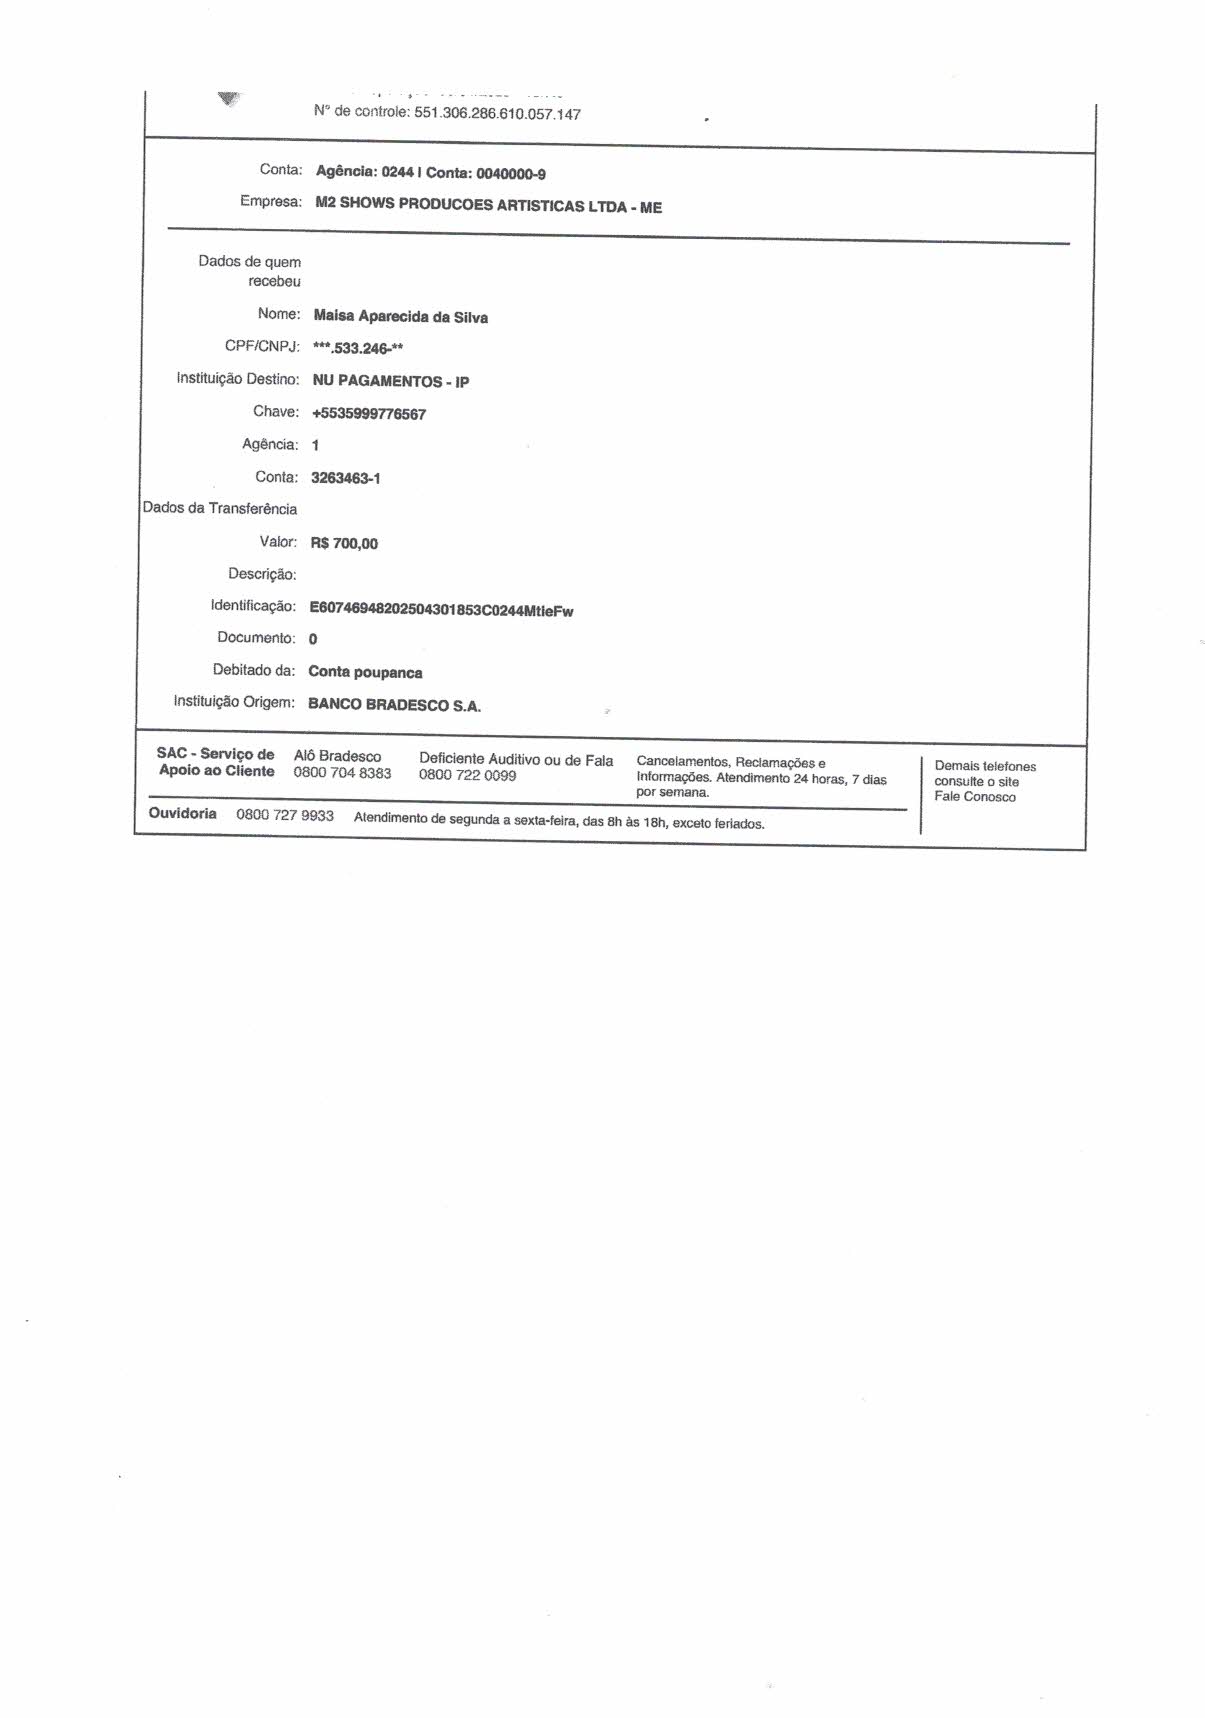 N° de controle: 551.306.286.610.057.147
Conta: Agência: 0244 | Conta: 0040000-9
Empresa: M2 SHOWS PRODUCOES ARTISTICAS LTDA - ME
Dados de quem
recebeu
Nome: Maisa Aparecida da Silva
CPF/CNPJ: ***.533.246-**
Instituição Destino: NU PAGAMENTOS - IP
Chave: +5535999776567
Agência: 1
Conta: 3263463-1
Dados da Transferência
Valor: R$ 700,00
Descrição:
Identificação: E60746948202504301853C0244MtIeFw
Documento: 0
Debitado da: Conta poupanca
Instituição Origem: BANCO BRADESCO S.A.
SAC - Serviço de
Apoio ao Cliente
Alô Bradesco
0800 704 8383
Deficiente Auditivo ou de Fala
0800 722 0099
Cancelamentos, Reclamações e
Informações. Atendimento 24 horas, 7 dias
por semana.
Demais telefones
consulte o site
Fale Conosco
Ouvidoria 0800 727 9933 Atendimento de segunda a sexta-feira, das 8h às 18h, exceto feriados.